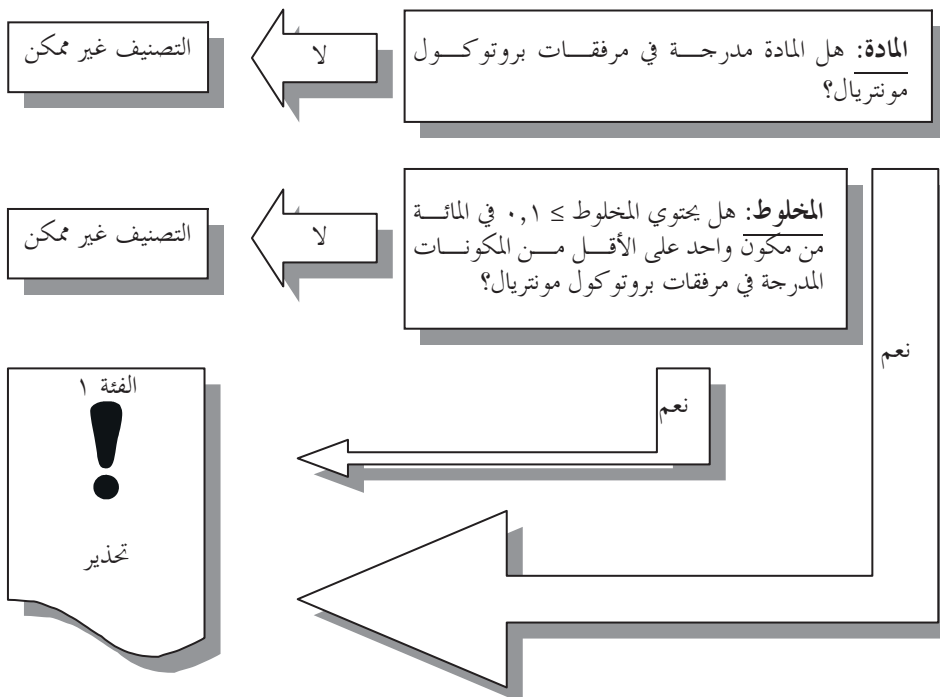 المادة: هل المادة مدرجة في مرفقات بروتوكول
مونتريال؟
لا
التصنيف غير ممكن
المخلوط: هل يحتوي المخلوط ≥ ٠,١ في المائة
من مكون واحد على الأقل من المكونات
المدرجة في مرفقات بروتوكول مونتريال؟
لا
التصنيف غير ممكن
نعم
نعم
الفئة ١
تحذير